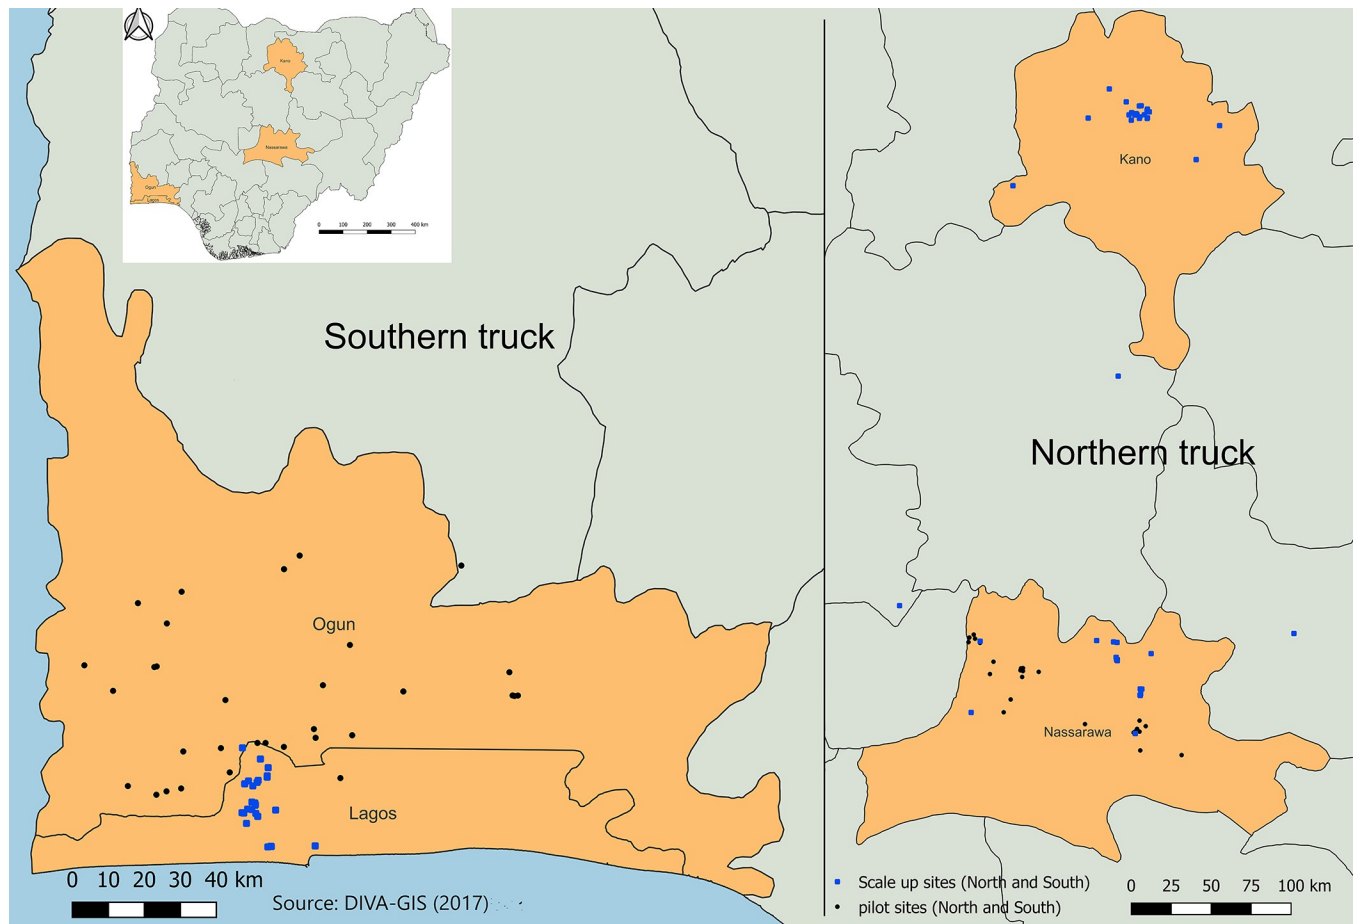 Kano
Nassarawa
Ogun
Lagos
0 100 200 300 400 km
Southern truck
Ogun
Lagos
0 10 20 30 40 km
Source: DIVA-GIS (2017)
Kano
Northern truck
Nassarawa
Scale up sites (North and South)
pilot sites (North and South)
0 25 50 75 100 km